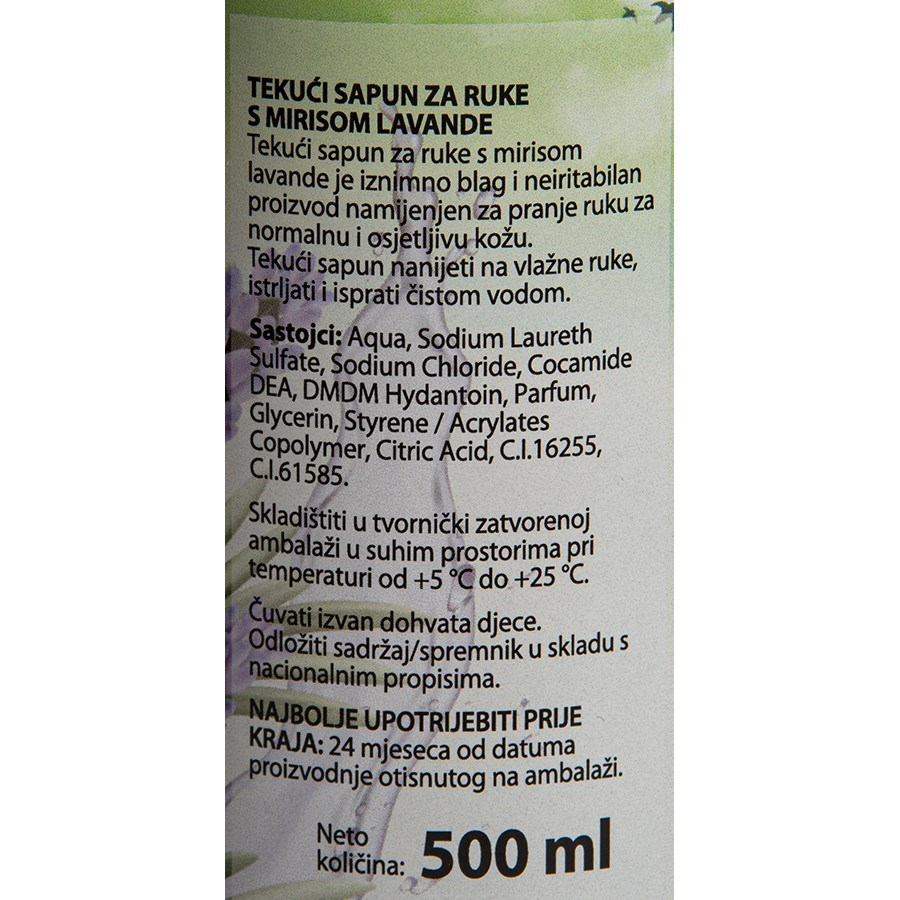 TEKUĆI SAPUN ZA RUKE
S MIRISOM LAVANDE
Tekući sapun za ruke s mirisom
lavande je iznimno blag i neiritabilan
proizvod namijenjen za pranje ruku za
normalnu i osjetljivu kožu.
Tekući sapun nanijeti na vlažne ruke,
istrljati i isprati čistom vodom.
Sastojci: Aqua, Sodium Laureth
Sulfate, Sodium Chloride, Cocamide
DEA, DMDM Hydantoin, Parfum,
Glycerin, Styrene / Acrylates
Copolymer, Citric Acid, C.I.16255,
C.I.61585.
Skladištiti u tvornički zatvorenoj
ambalaži u suhim prostorima pri
temperaturi od +5 °C do +25 °C.
Čuvati izvan dohvata djece.
Odložiti sadržaj/spremnik u skladu s
nacionalnim propisima.
NAJBOLJE UPOTRIJEBITI PRIJE
KRAJA: 24 mjeseca od datuma
proizvodnje otisnutog na ambalaži.
Neto
količina: 500 ml